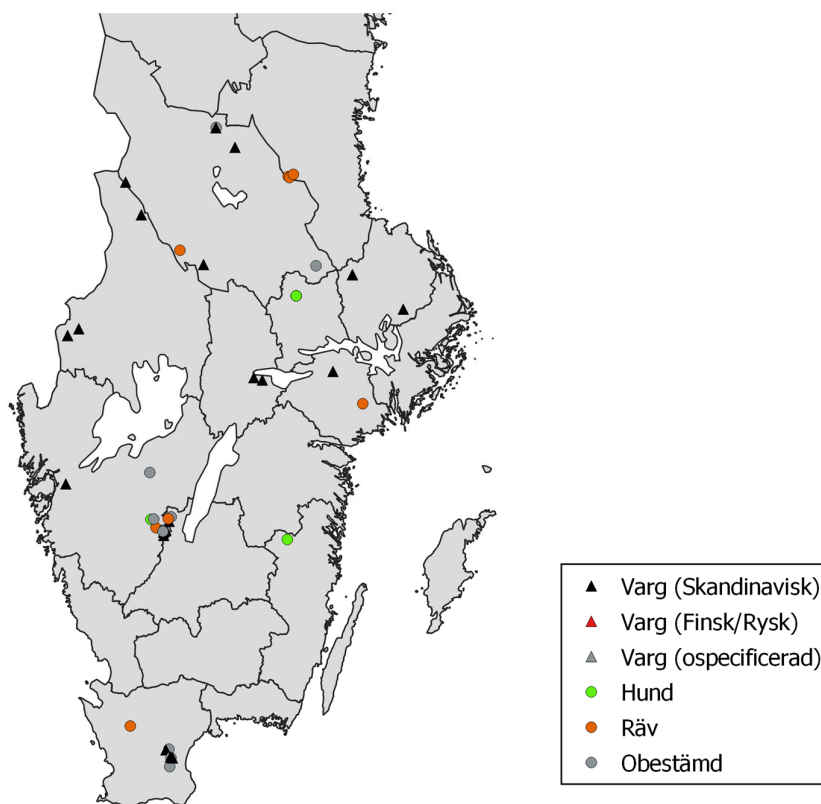 Varg (Skandinavisk)
Varg (Finsk/Rysk)
Varg (ospecificerad)
Hund
Räv
Obestämd